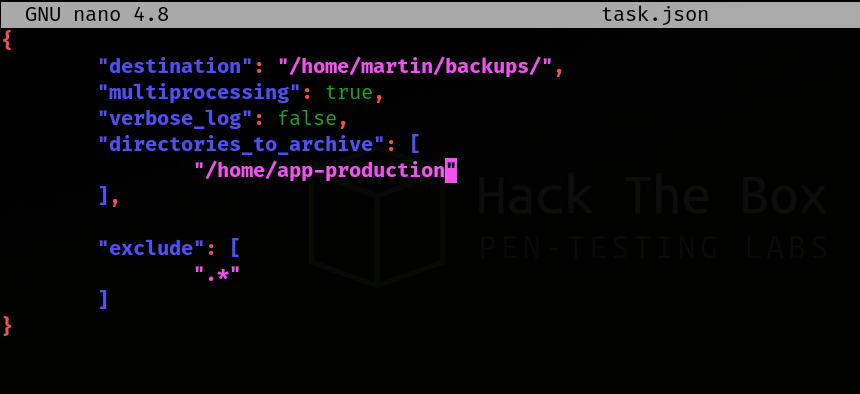 GNU nano 4.8 task.json
{
"destination": "/home/martin/backups/",
"multiprocessing": true,
"verbose_log": false,
"directories_to_archive": [
"/home/app-production"
],
"exclude": [
".*"
]
}
Hack The Box
PEN-TESTING LABS